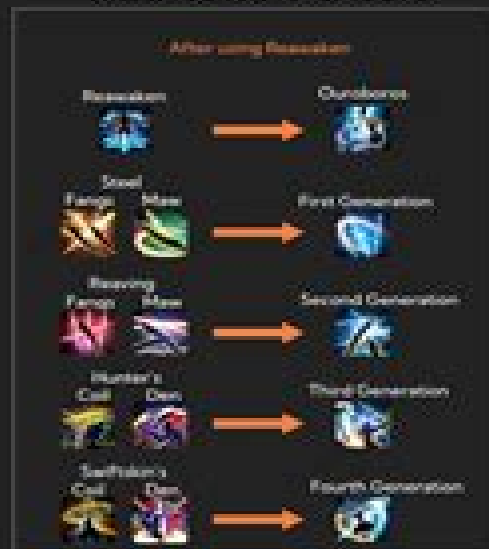 After using Reawaken
Reawaken
Ouroboros
Steel
Fangs Maw
First Generation
Reaving
Fangs Maw
Second Generation
Hunter's
Coil Den
Third Generation
Swiftskin's
Coil Den
Fourth Generation